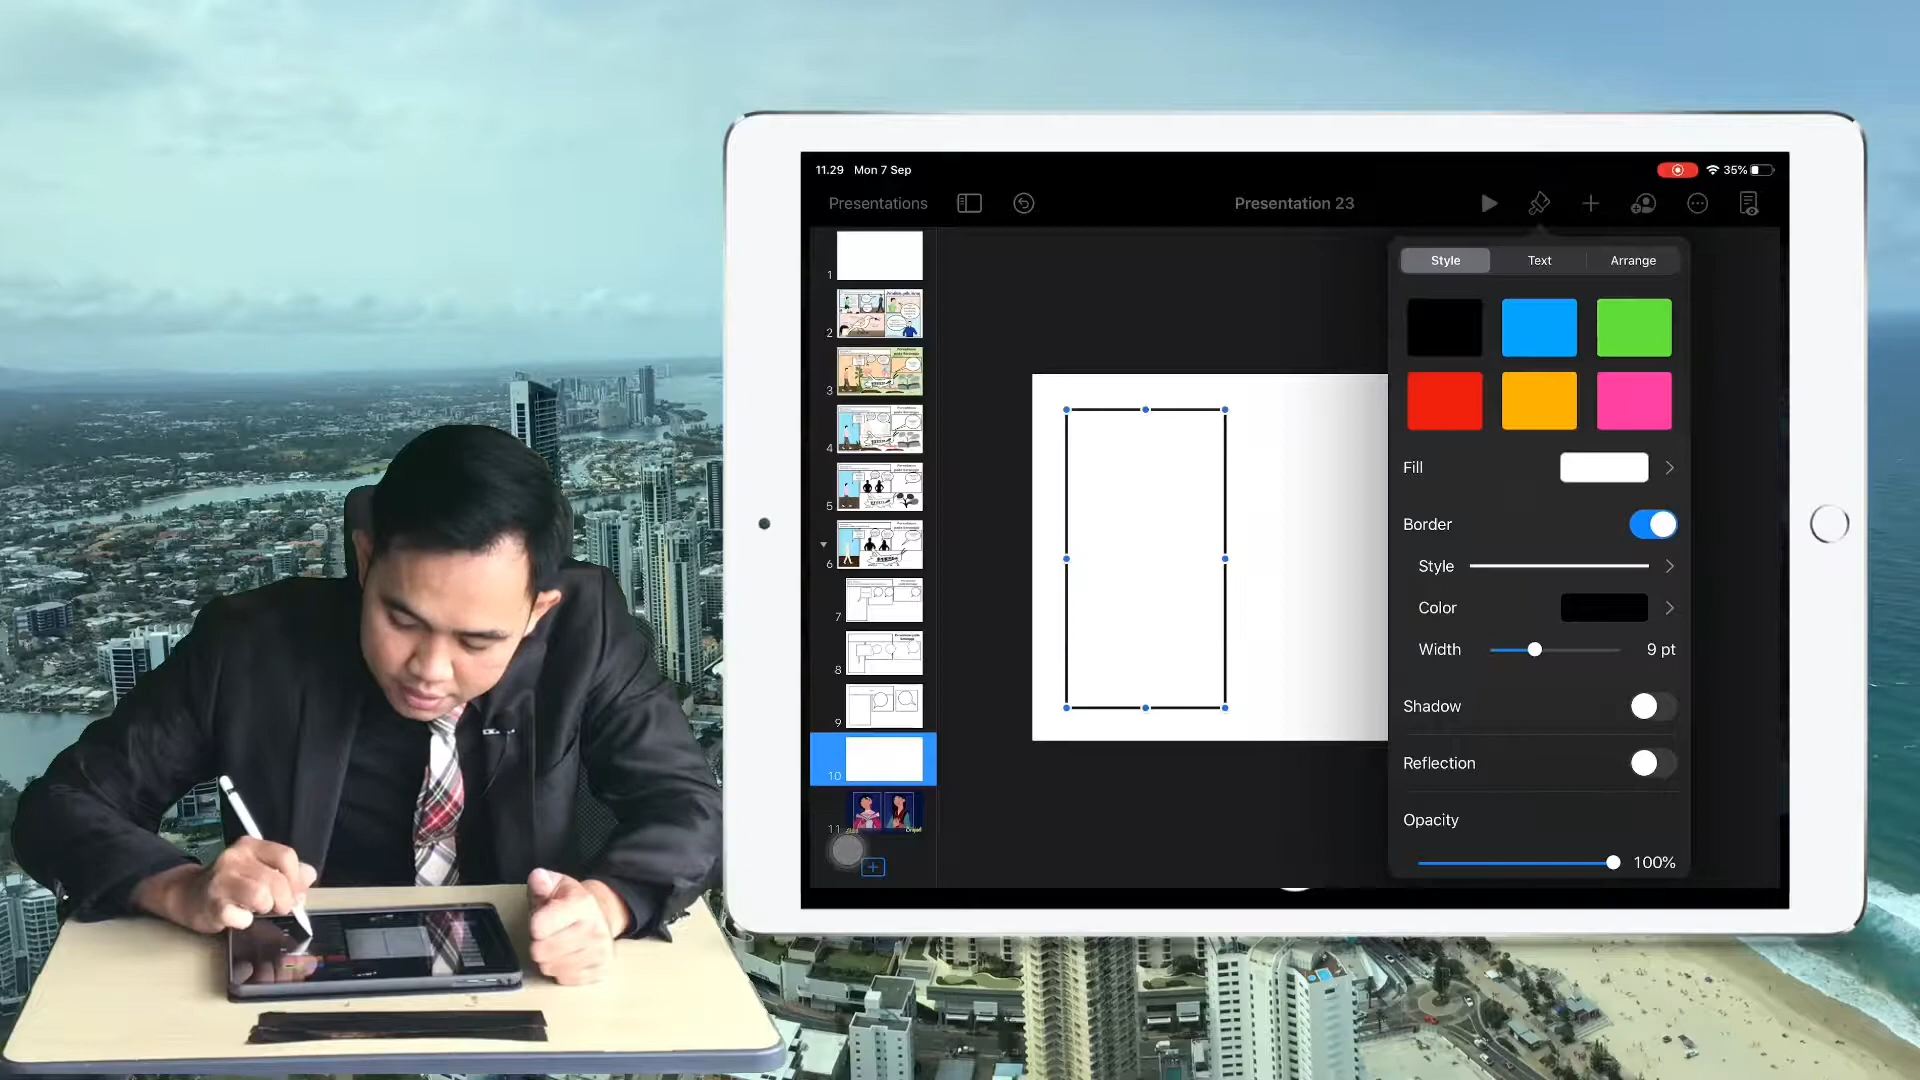 11.29 Mon 7 Sep
35%
Presentations
Presentation 23
Style Text Arrange
Fill
Border
Style
Color
Width 9 pt
Shadow
Reflection
Opacity
100%
1
2
3
4
5
6
7
8
9
10
11